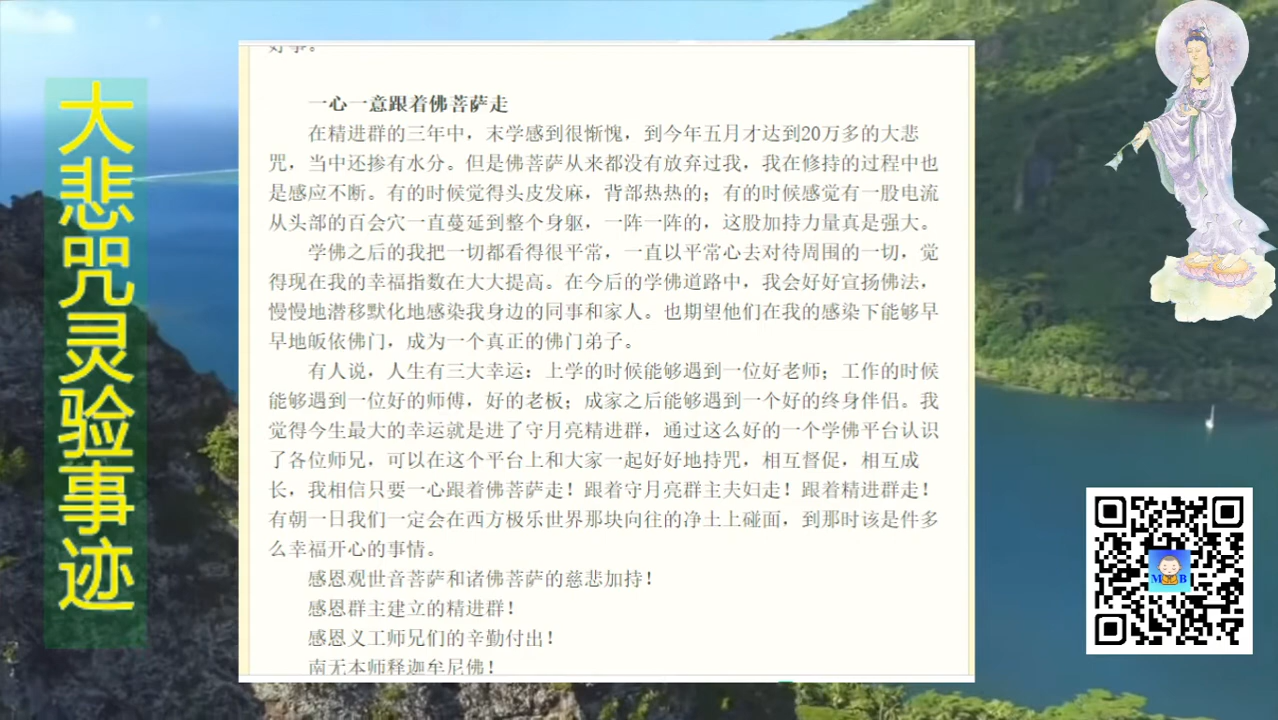 大悲咒灵验事迹
好事。
一心一意跟着佛菩萨走
在精进群的三年中，末学感到很惭愧，到今年五月才达到20万多的大悲
咒，当中还掺有水分。但是佛菩萨从来都没有放弃过我，我在修持的过程中也
是感应不断。有的时候觉得头皮发麻，背部热热的；有的时候感觉有一股电流
从头部的百会穴一直蔓延到整个身躯，一阵一阵的，这股加持力量真是强大。
学佛之后的我把一切都看得很平常，一直以平常心去对待周围的一切，觉
得现在我的幸福指数在大大提高。在今后的学佛道路中，我会好好宣扬佛法，
慢慢地潜移默化地感染我身边的同事和家人。也期望他们在我的感染下能够早
早地皈依佛门，成为一个真正的佛门弟子。
有人说，人生有三大幸运：上学的时候能够遇到一位好老师；工作的时候
能够遇到一位好的师傅，好的老板；成家之后能够遇到一个好的终身伴侣。我
觉得今生最大的幸运就是进了守月亮精进群，通过这么好的一个学佛平台认识
了各位师兄，可以在这个平台上和大家一起好好地持咒，相互督促，相互成
长，我相信只要一心跟着佛菩萨走！跟着守月亮群主夫妇走！跟着精进群走！
有朝一日我们一定会在西方极乐世界那块向往的净土上碰面，到那时该是件多
么幸福开心的事情。
感恩观世音菩萨和诸佛菩萨的慈悲加持！
感恩群主建立的精进群！
感恩义工师兄们的辛勤付出！
南无本师释迦牟尼佛！
M B